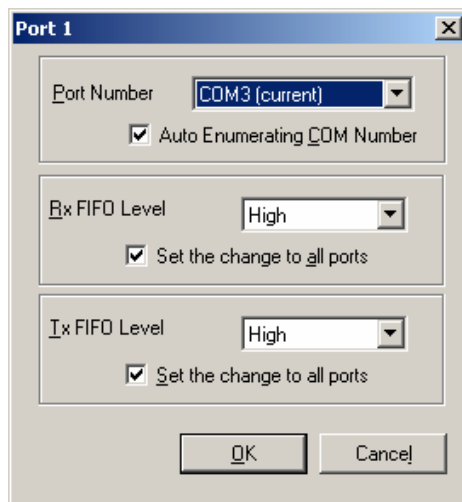 Port 1
Port Number COM3 (current)
Auto Enumerating COM Number
Rx FIFO Level High
Set the change to all ports
Tx FIFO Level High
Set the change to all ports
OK Cancel